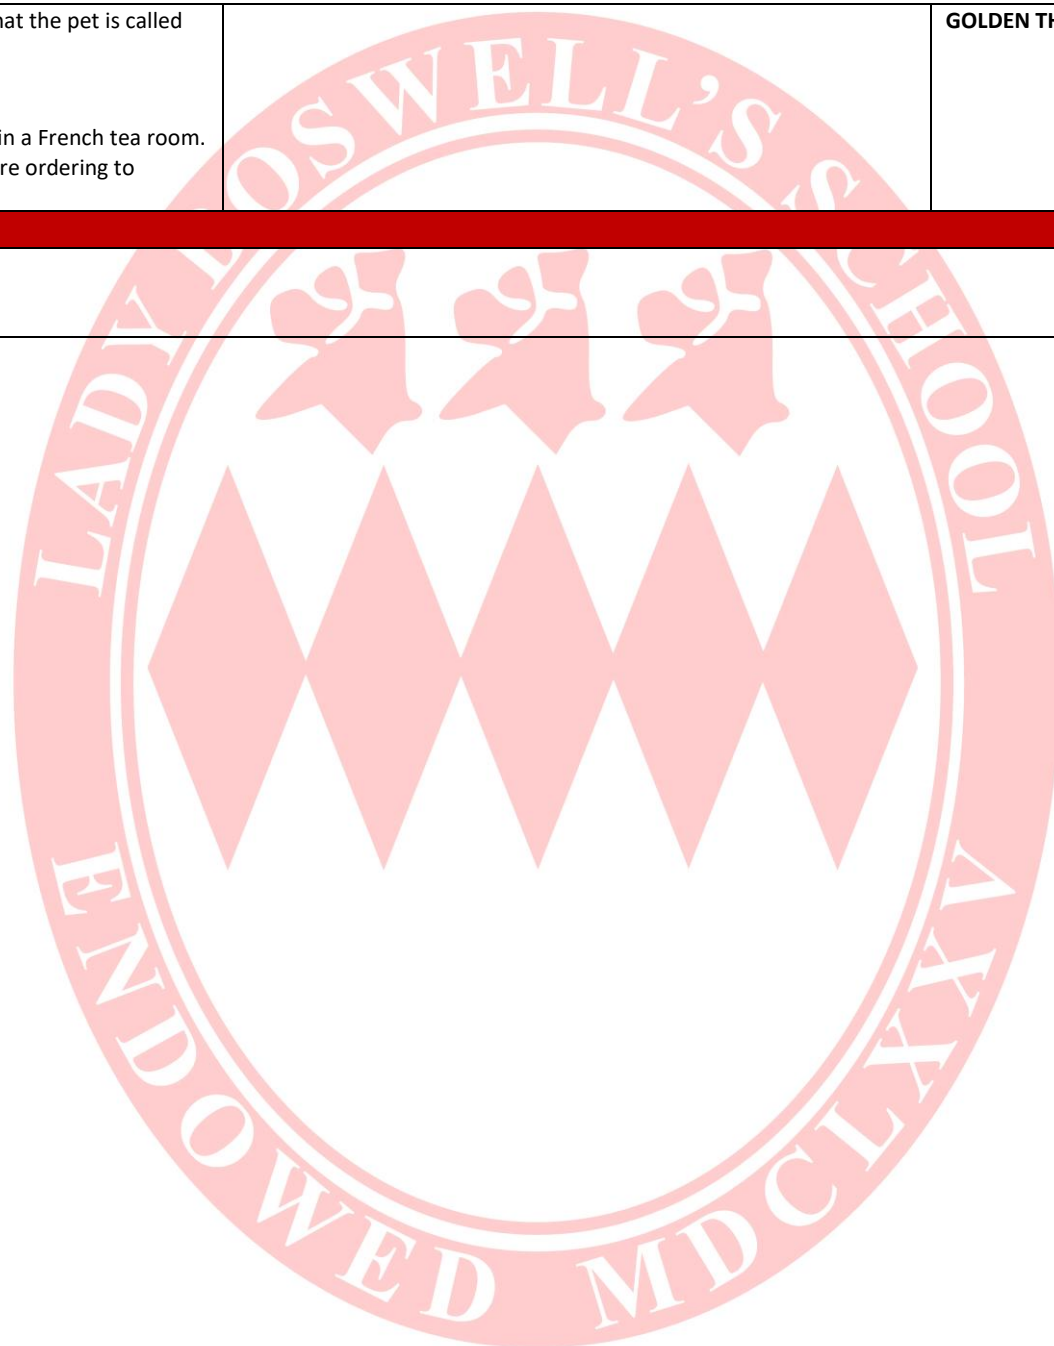 hat the pet is called
in a French tea room.
re ordering to
GOLDEN TH
LADY BOSWELL'S SCHOOL
ENDOWED MDCLXXV